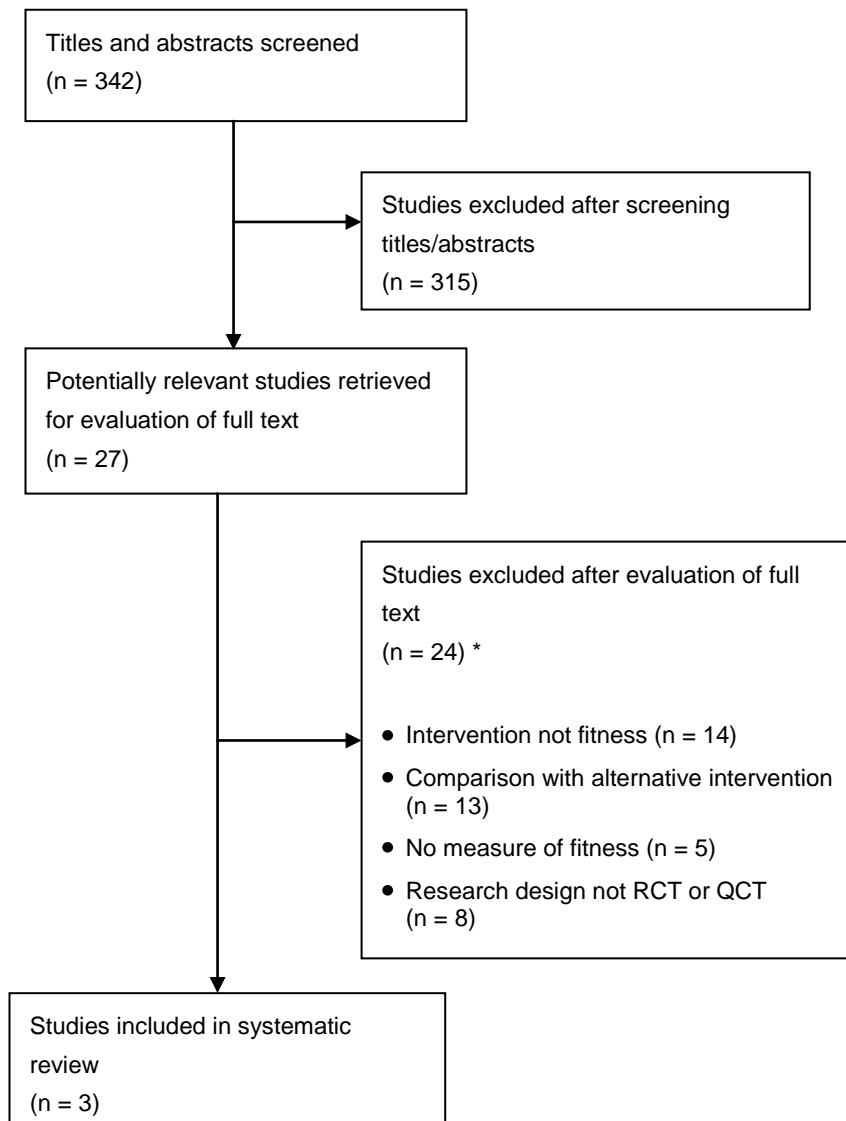 Titles and abstracts screened
(n = 342)
Studies excluded after screening
titles/abstracts
(n = 315)
Potentially relevant studies retrieved
for evaluation of full text
(n = 27)
Studies excluded after evaluation of full
text
(n = 24) *
• Intervention not fitness (n = 14)
• Comparison with alternative intervention
(n = 13)
• No measure of fitness (n = 5)
• Research design not RCT or QCT
(n = 8)
Studies included in systematic
review
(n = 3)